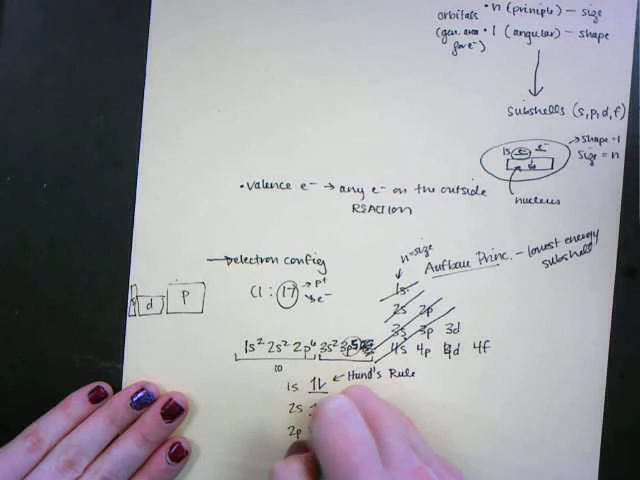 orbitals • n (priniple) — size
(gen. area for e⁻) • l (angular) — shape
subshells (s, p, d, f)
1s e⁻
→ shape = l
size = n
nucleus
• valence e⁻ → any e⁻ on the outside
REACTION
→ electron config
Cl : 17 → p⁺
→ e⁻
n=size
Aufbau Princ. – lowest energy subshell
1s
2s 2p
3s 3p 3d
4s 4p 4d 4f
d p
1s² 2s² 2p⁶ 3s² 3p⁵
10
1s 1l ← Hund's Rule
2s
2p